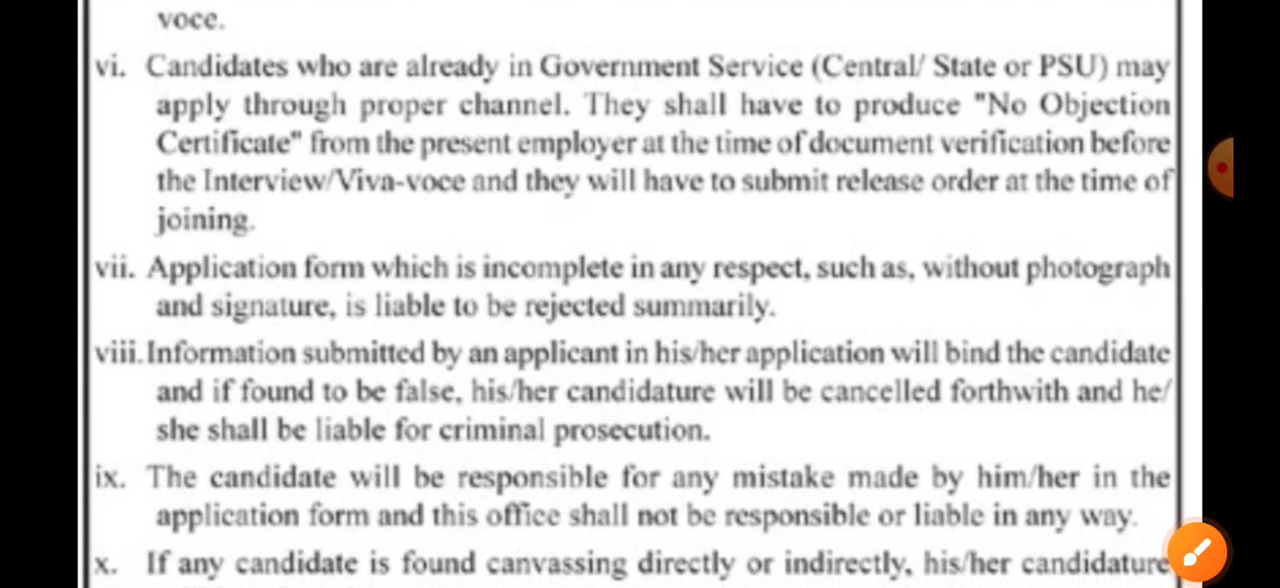 voce.
vi. Candidates who are already in Government Service (Central/ State or PSU) may
apply through proper channel. They shall have to produce "No Objection
Certificate" from the present employer at the time of document verification before
the Interview/Viva-voce and they will have to submit release order at the time of
joining.
vii. Application form which is incomplete in any respect, such as, without photograph
and signature, is liable to be rejected summarily.
viii. Information submitted by an applicant in his/her application will bind the candidate
and if found to be false, his/her candidature will be cancelled forthwith and he/
she shall be liable for criminal prosecution.
ix. The candidate will be responsible for any mistake made by him/her in the
application form and this office shall not be responsible or liable in any way.
x. If any candidate is found canvassing directly or indirectly, his/her candidature